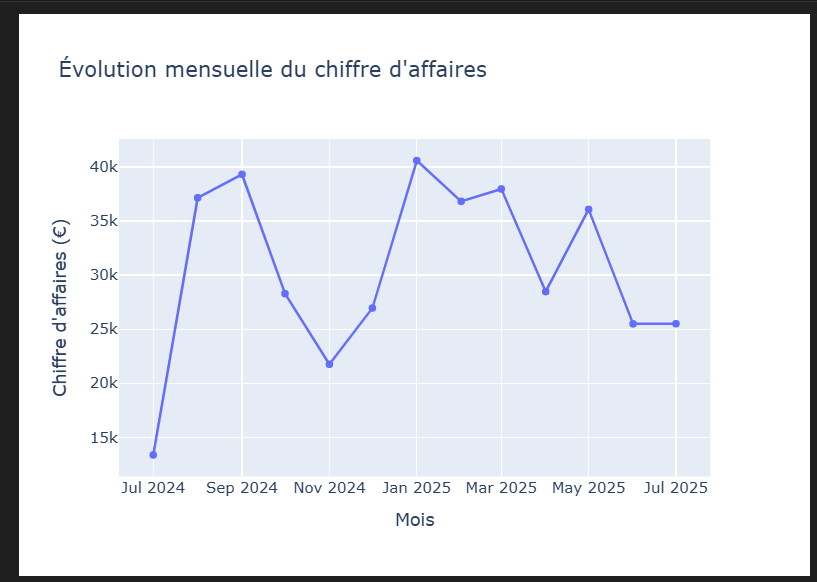 Évolution mensuelle du chiffre d'affaires
40k
35k
30k
25k
20k
15k
Chiffre d'affaires (€)
Jul 2024 Sep 2024 Nov 2024 Jan 2025 Mar 2025 May 2025 Jul 2025
Mois